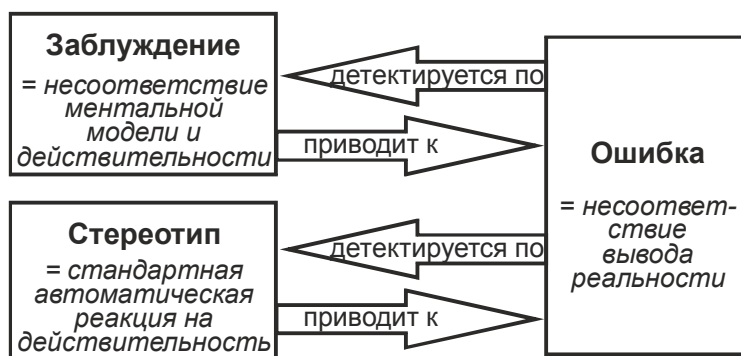 Заблуждение
= несоответствие
ментальной
модели и
действительности
детектируется по
приводит к
Стереотип
= стандартная
автоматическая
реакция на
действительность
детектируется по
приводит к
Ошибка
= несоответ-
ствие
вывода
реальности